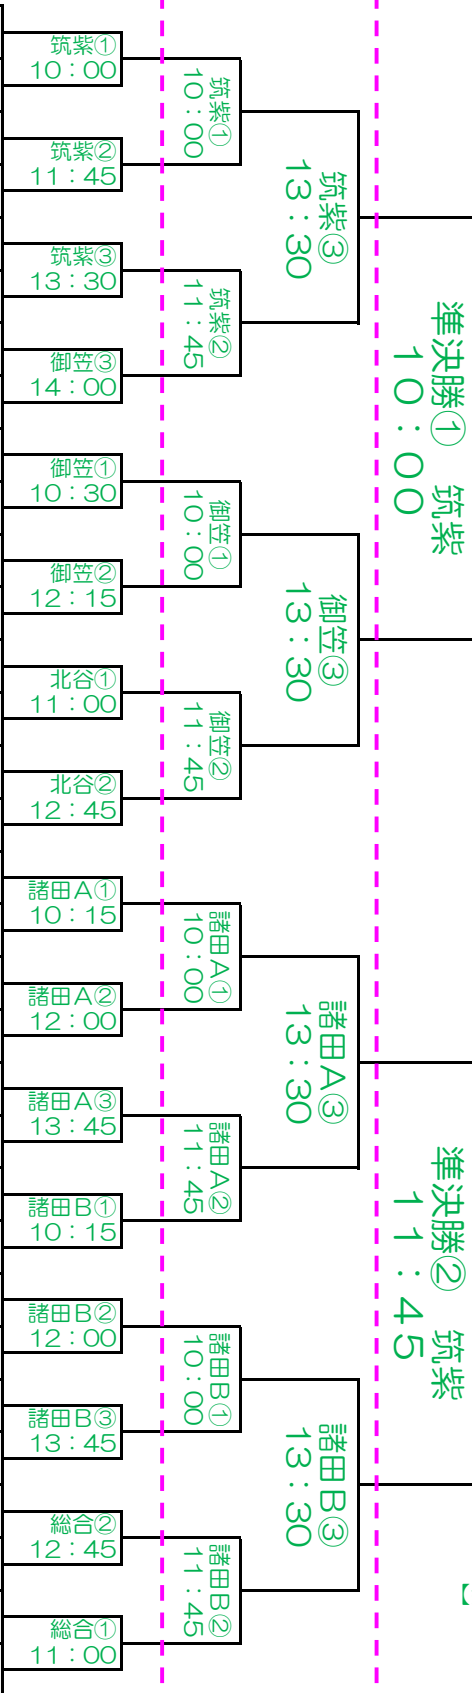 筑紫①
10：00
筑紫②
11：45
筑紫③
13：30
御笠③
14：00
御笠①
10：30
御笠②
12：15
北谷①
11：00
北谷②
12：45
諸田A①
10：15
諸田A②
12：00
諸田A③
13：45
諸田B①
10：15
諸田B②
12：00
諸田B③
13：45
総合②
12：45
総合①
11：00
筑紫①
10：00
筑紫②
11：45
御笠①
10：00
御笠②
11：45
諸田A①
10：00
諸田A②
11：45
諸田B①
10：00
諸田B②
11：45
筑紫③
13：30
御笠③
13：30
諸田A③
13：30
諸田B③
13：30
準決勝①　筑紫
10：00
準決勝②　筑紫
11：45
【